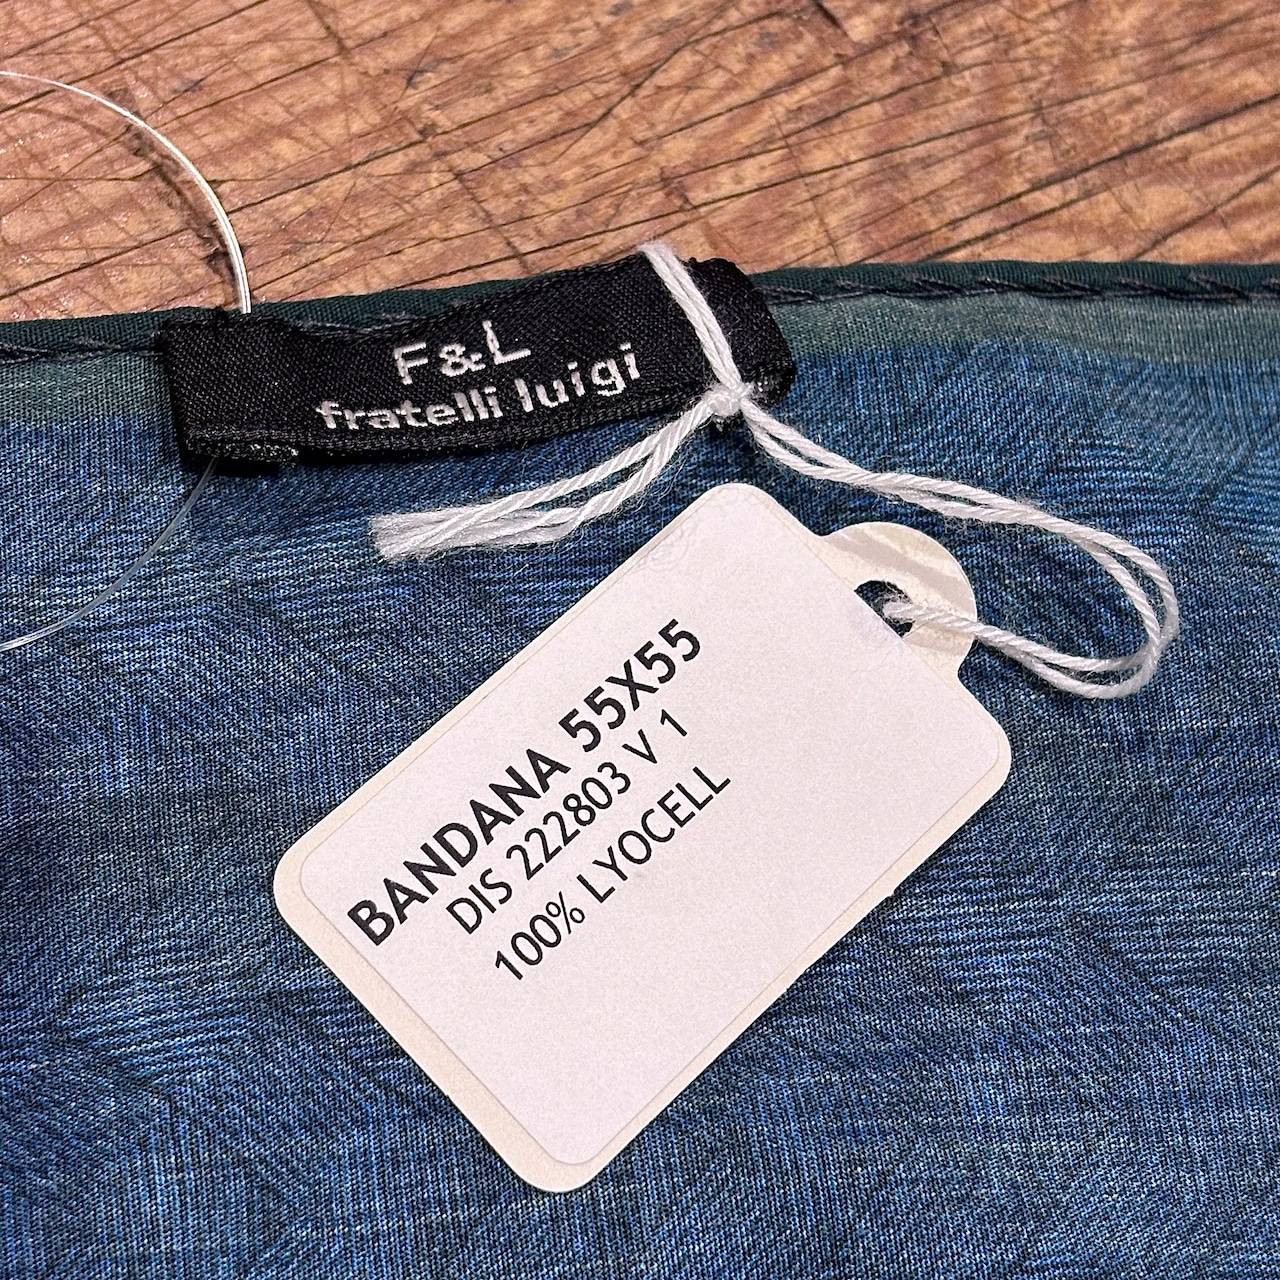 F&L
fratelli luigi
BANDANA 55X55
DIS 222803 V 1
100% LYOCELL